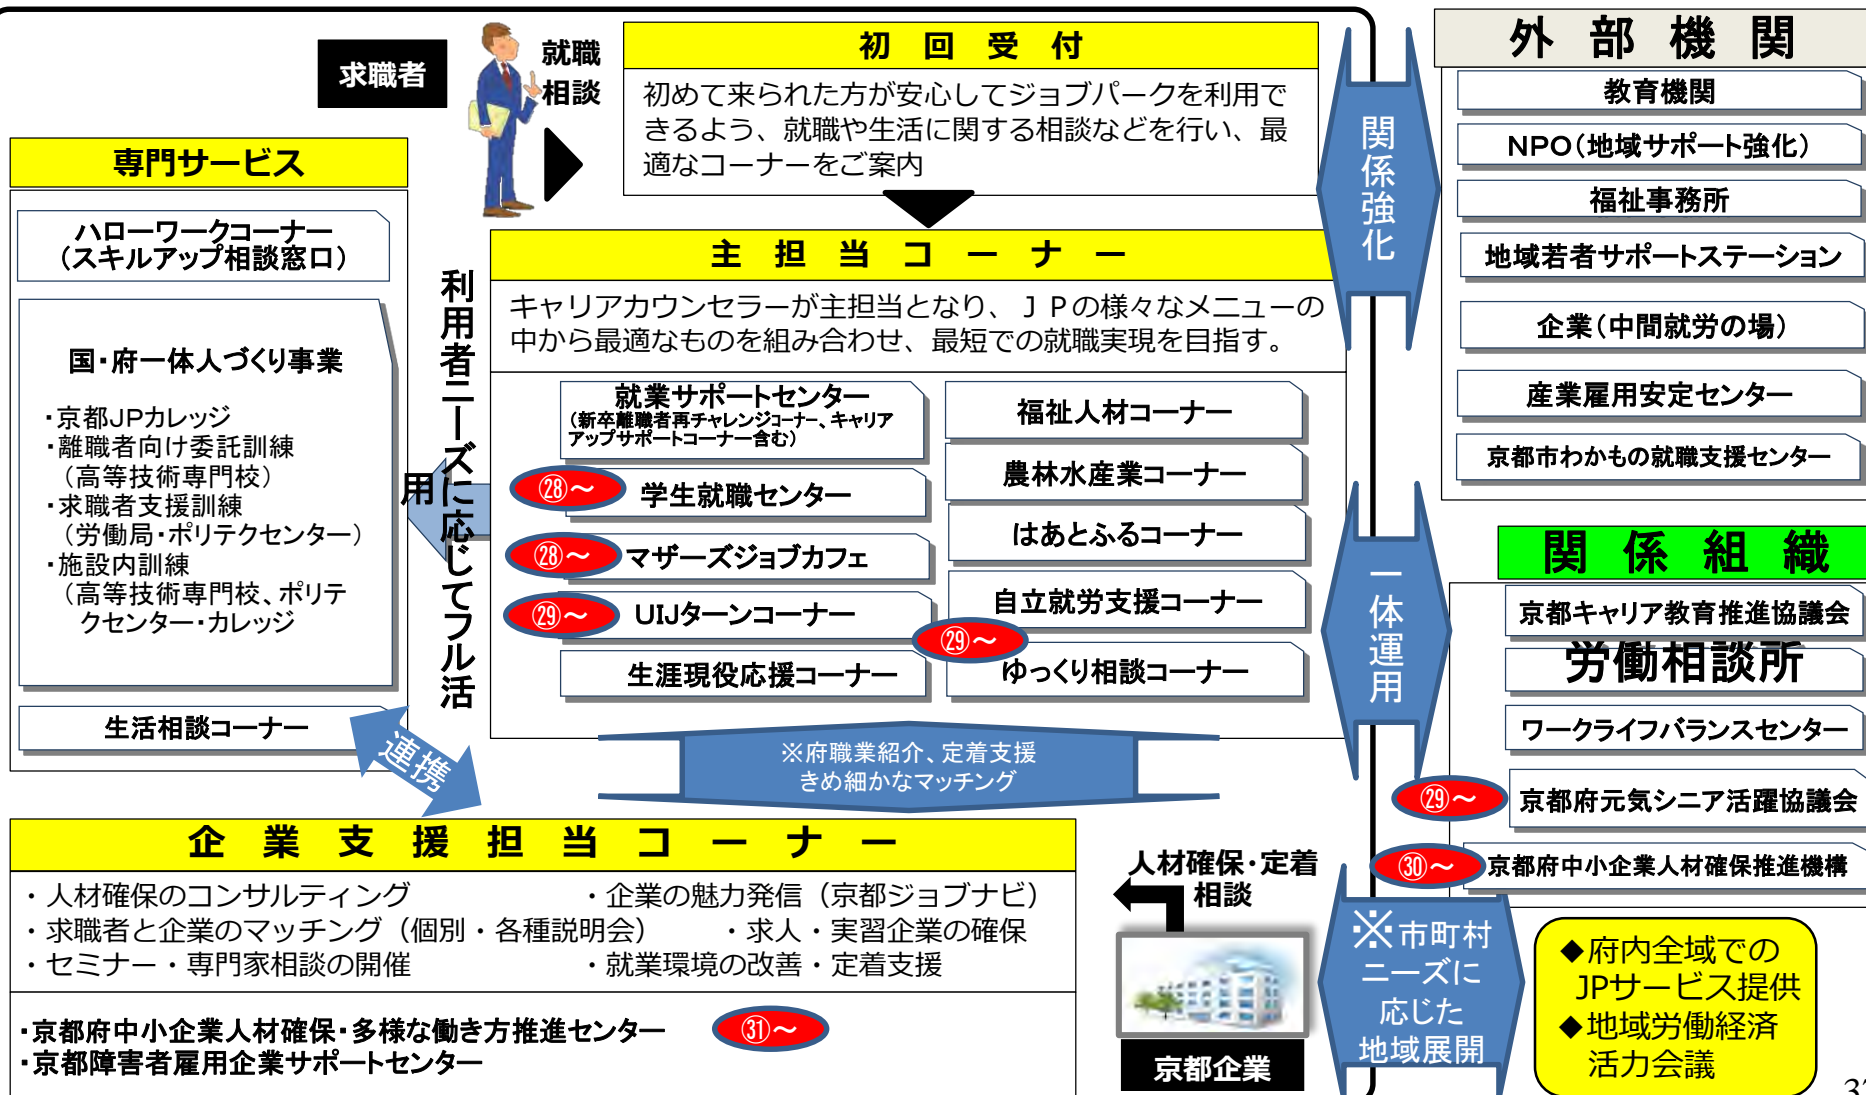 求職者
就職
相談
初回受付
初めて来られた方が安心してジョブパークを利用で
きるよう、就職や生活に関する相談などを行い、最
適なコーナーをご案内
専門サービス
ハローワークコーナー
（スキルアップ相談窓口）
国・府一体人づくり事業
・京都JPカレッジ
・離職者向け委託訓練
（高等技術専門校）
・求職者支援訓練
（労働局・ポリテクセンター）
・施設内訓練
（高等技術専門校、ポリテ
クセンター・カレッジ
生活相談コーナー
利用者ニーズに応じてフル活
用
主担当コーナー
キャリアカウンセラーが主担当となり、ＪＰの様々なメニューの
中から最適なものを組み合わせ、最短での就職実現を目指す。
就業サポートセンター
（新卒離職者再チャレンジコーナー、キャリア
アップサポートコーナー含む）
㉘～ 学生就職センター
㉘～ マザーズジョブカフェ
㉙～ UIJターンコーナー
生涯現役応援コーナー
福祉人材コーナー
農林水産業コーナー
はあとふるコーナー
自立就労支援コーナー
㉙～
ゆっくり相談コーナー
※府職業紹介、定着支援
きめ細かなマッチング
連携
企業支援担当コーナー
・人材確保のコンサルティング ・企業の魅力発信（京都ジョブナビ）
・求職者と企業のマッチング（個別・各種説明会） ・求人・実習企業の確保
・セミナー・専門家相談の開催 ・就業環境の改善・定着支援
・京都府中小企業人材確保・多様な働き方推進センター ㉛～
・京都障害者雇用企業サポートセンター
人材確保・定着
相談
京都企業
関係強化
一体運用
※市町村
ニーズに
応じた
地域展開
外部機関
教育機関
NPO（地域サポート強化）
福祉事務所
地域若者サポートステーション
企業（中間就労の場）
産業雇用安定センター
京都市わかもの就職支援センター
関係組織
京都キャリア教育推進協議会
労働相談所
ワークライフバランスセンター
㉙～ 京都府元気シニア活躍協議会
㉚～ 京都府中小企業人材確保推進機構
◆府内全域での
JPサービス提供
◆地域労働経済
活力会議